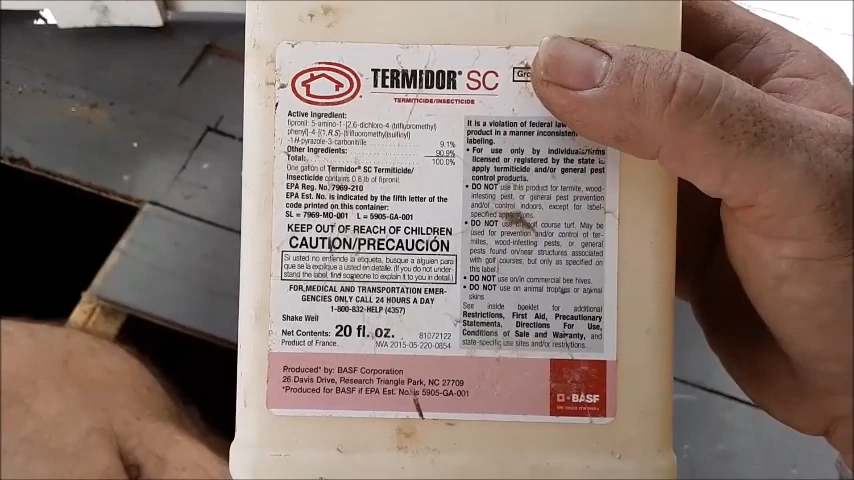 TERMIDOR® SC
TERMITICIDE/INSECTICIDE
Active Ingredient:
fipronil: 5-amino-1-[2,6-dichloro-4-(trifluoromethyl)
phenyl]-4-[(1,R,S)-(trifluoromethyl)sulfinyl]
-1H-pyrazole-3-carbonitrile 9.1%
Other Ingredients: 90.9%
Total: 100.0%
One gallon of Termidor® SC Termiticide/
Insecticide contains 0.8 lb of fipronil.
EPA Reg. No. 7969-210
EPA Est. No. is indicated by the fifth letter of the
code printed on this container:
SL = 7969-MO-001 L = 5905-GA-001
KEEP OUT OF REACH OF CHILDREN
CAUTION/PRECAUCIÓN
Si usted no entiende la etiqueta, busque a alguien para
que se la explique a usted en detalle. (If you do not under-
stand the label, find someone to explain it to you in detail.)
FOR MEDICAL AND TRANSPORTATION EMER-
GENCIES ONLY CALL 24 HOURS A DAY
1-800-832-HELP (4357)
Shake Well
Net Contents: 20 fl. oz. 81072122
Product of France. NVA 2015-05-220-0854
It is a violation of federal law
product in a manner inconsistent
labeling.
• For use only by individuals/firms
licensed or registered by the state to
apply termiticide and/or general pest
control products.
• DO NOT use this product for termite, wood-
infesting pest, or general pest prevention
and/or control indoors, except for label-
specified applications.
• DO NOT use on golf course turf. May be
used for prevention and/or control of ter-
mites, wood-infesting pests, or general
pests found on/near structures associated
with golf courses, but only as specified on
this label.
• DO NOT use on/in commercial bee hives.
• DO NOT use on animal trophies or animal
skins.
See inside booklet for additional
Restrictions, First Aid, Precautionary
Statements, Directions For Use,
Conditions of Sale and Warranty, and
state-specific use sites and/or restrictions.
Produced* by: BASF Corporation
26 Davis Drive, Research Triangle Park, NC 27709
*Produced for BASF if EPA Est. No. is 5905-GA-001
BASF
We create chemistry